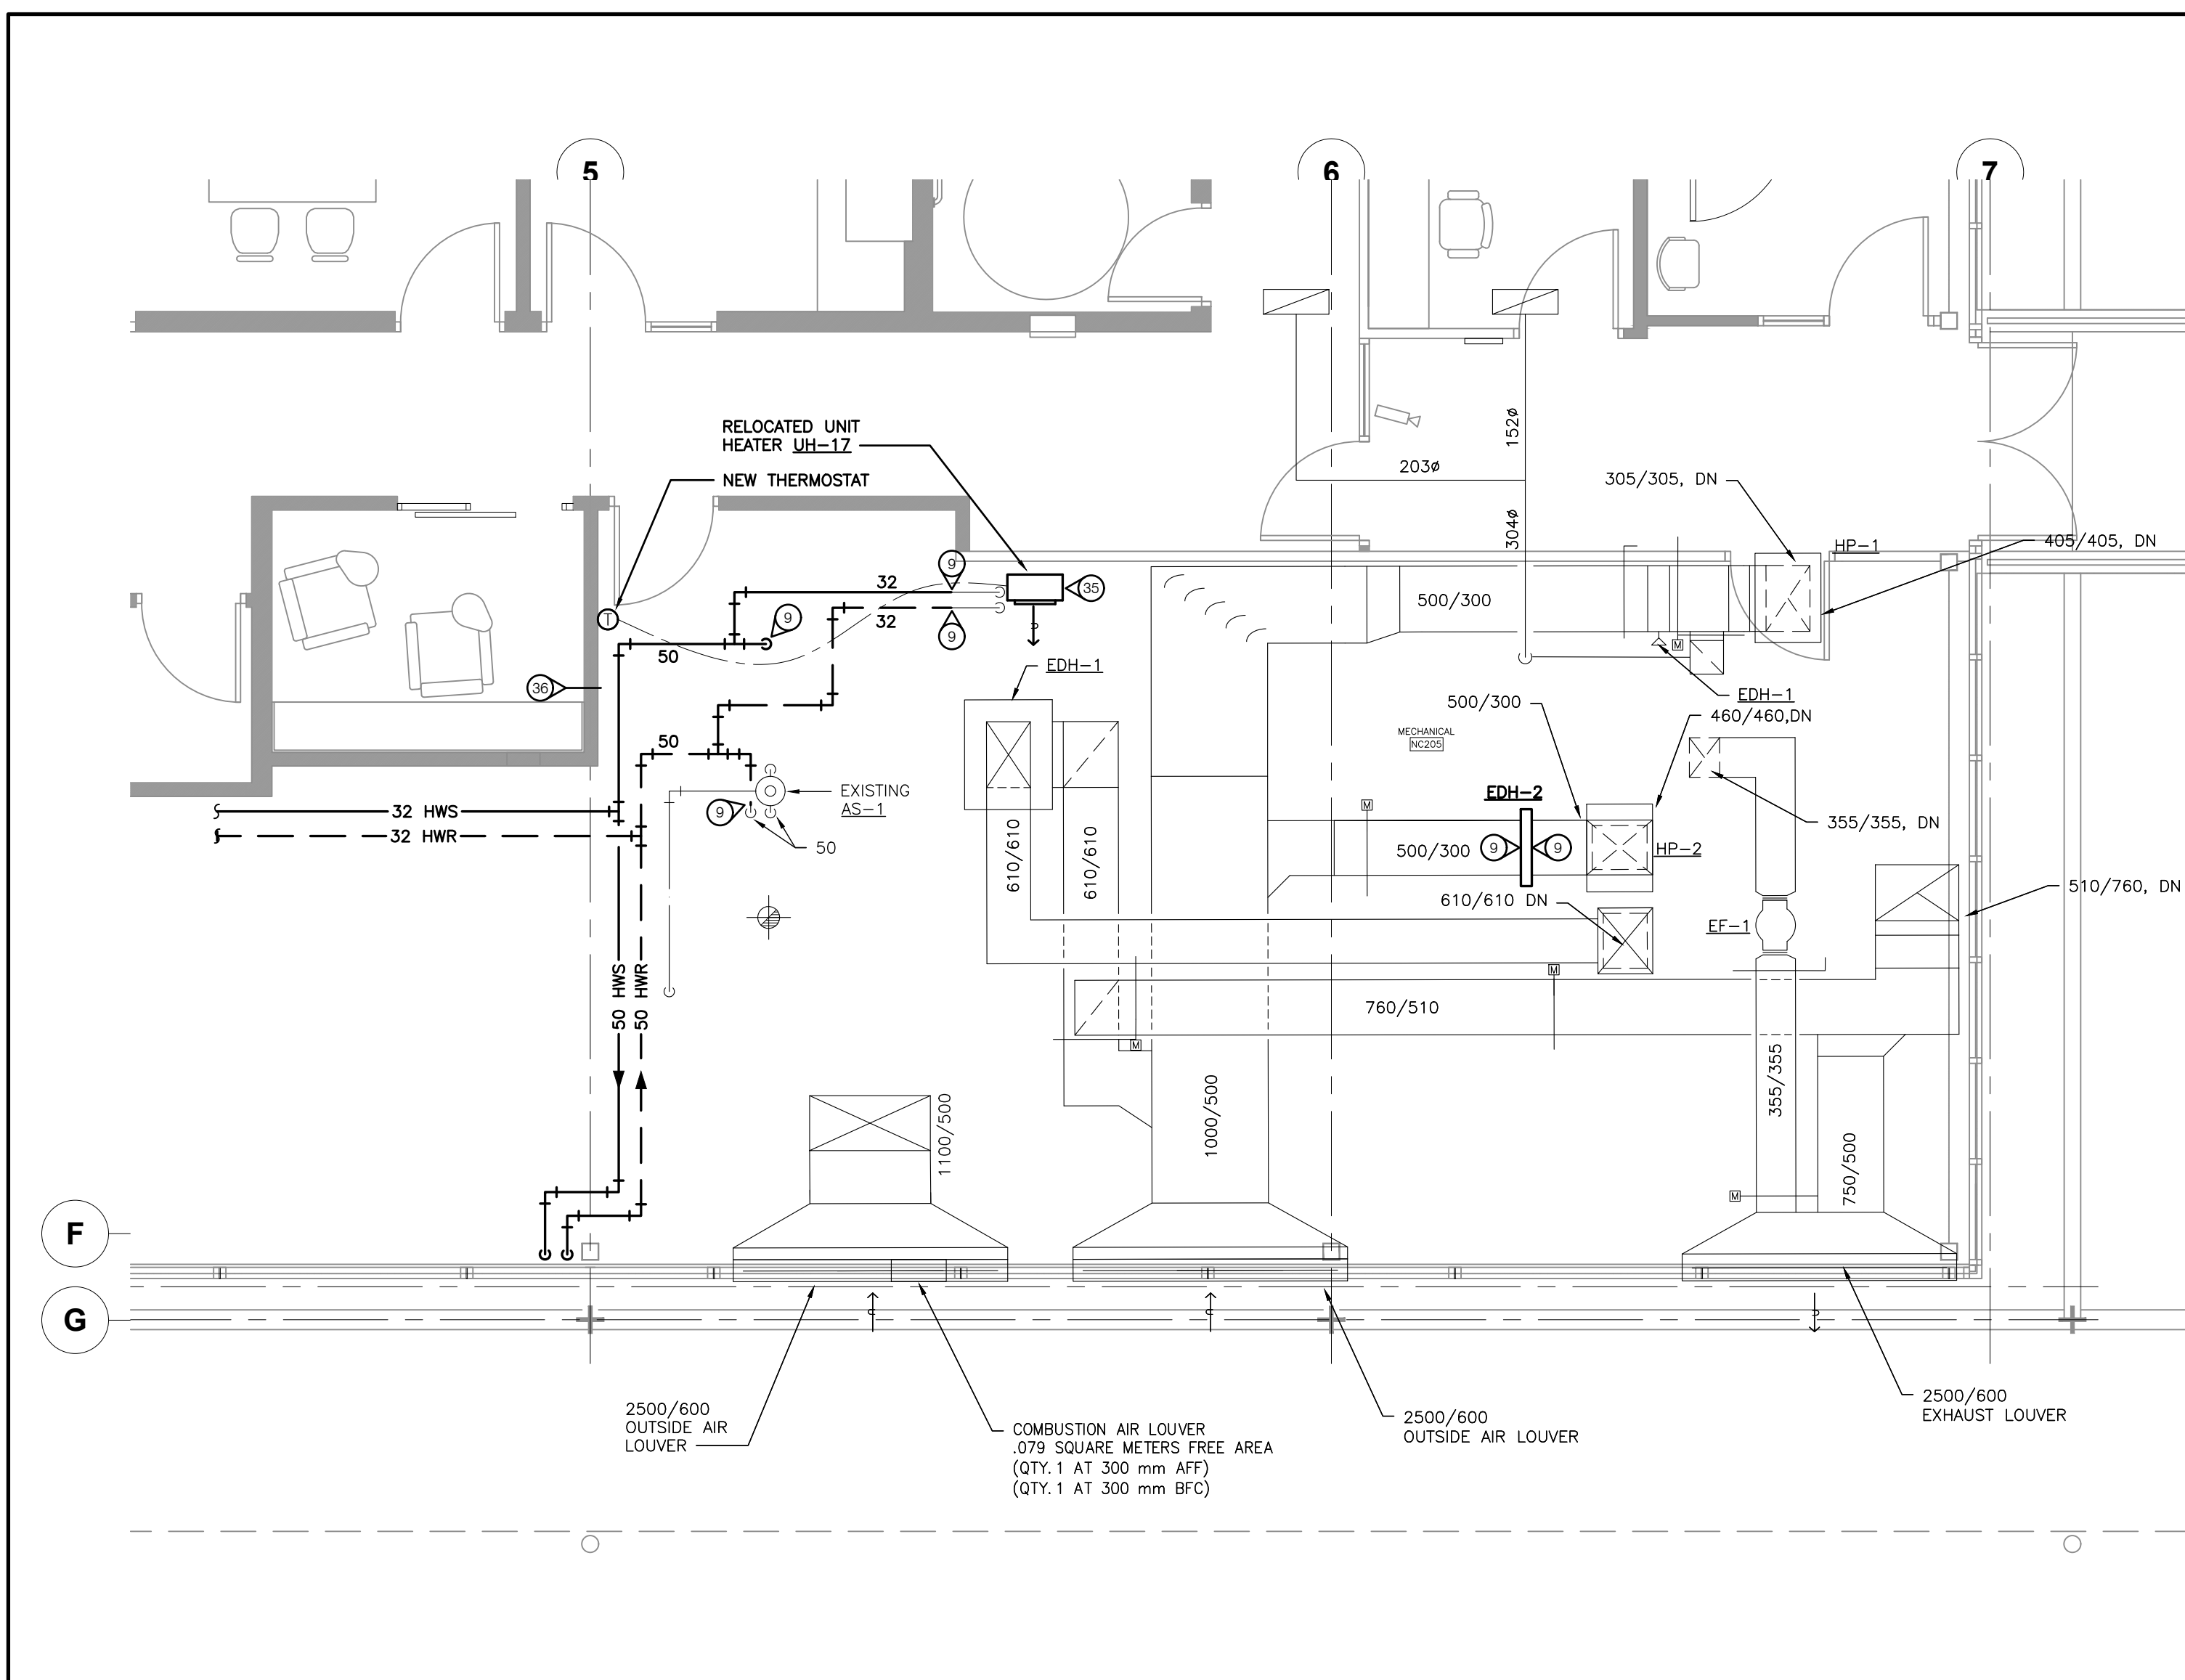 5
6
7
RELOCATED UNIT
HEATER UH-17
NEW THERMOSTAT
152ø
203ø
304ø
305/305, DN
HP-1
405/405, DN
9
32
35
500/300
T
9
32
9
M
50
EDH-1
36
EDH-1
500/300
460/460,DN
MECHANICAL
NC205
50
EXISTING
AS-1
EDH-2
M
32 HWS
9
355/355, DN
32 HWR
50
610/610
610/610
500/300
9
9
HP-2
510/760, DN
610/610 DN
EF-1
M
50 HWS
50 HWR
760/510
M
355/355
1100/500
1000/500
750/500
M
F
G
2500/600
OUTSIDE AIR
LOUVER
COMBUSTION AIR LOUVER
.079 SQUARE METERS FREE AREA
(QTY.1 AT 300 mm AFF)
(QTY.1 AT 300 mm BFC)
2500/600
OUTSIDE AIR LOUVER
2500/600
EXHAUST LOUVER